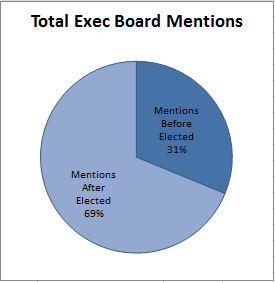 Total Exec Board Mentions
Mentions
Before
Elected
31%
Mentions
After
Elected
69%